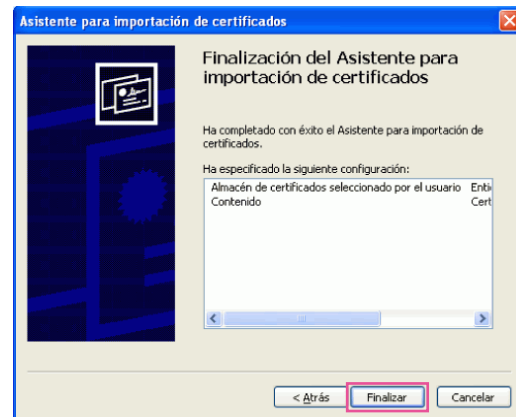 Asistente para importación de certificados
Finalización del Asistente para
importación de certificados
Ha completado con éxito el Asistente para importación de
certificados.
Ha especificado la siguiente configuración:
Almacén de certificados seleccionado por el usuario Enti
Contenido Cert
< Atrás Finalizar Cancelar